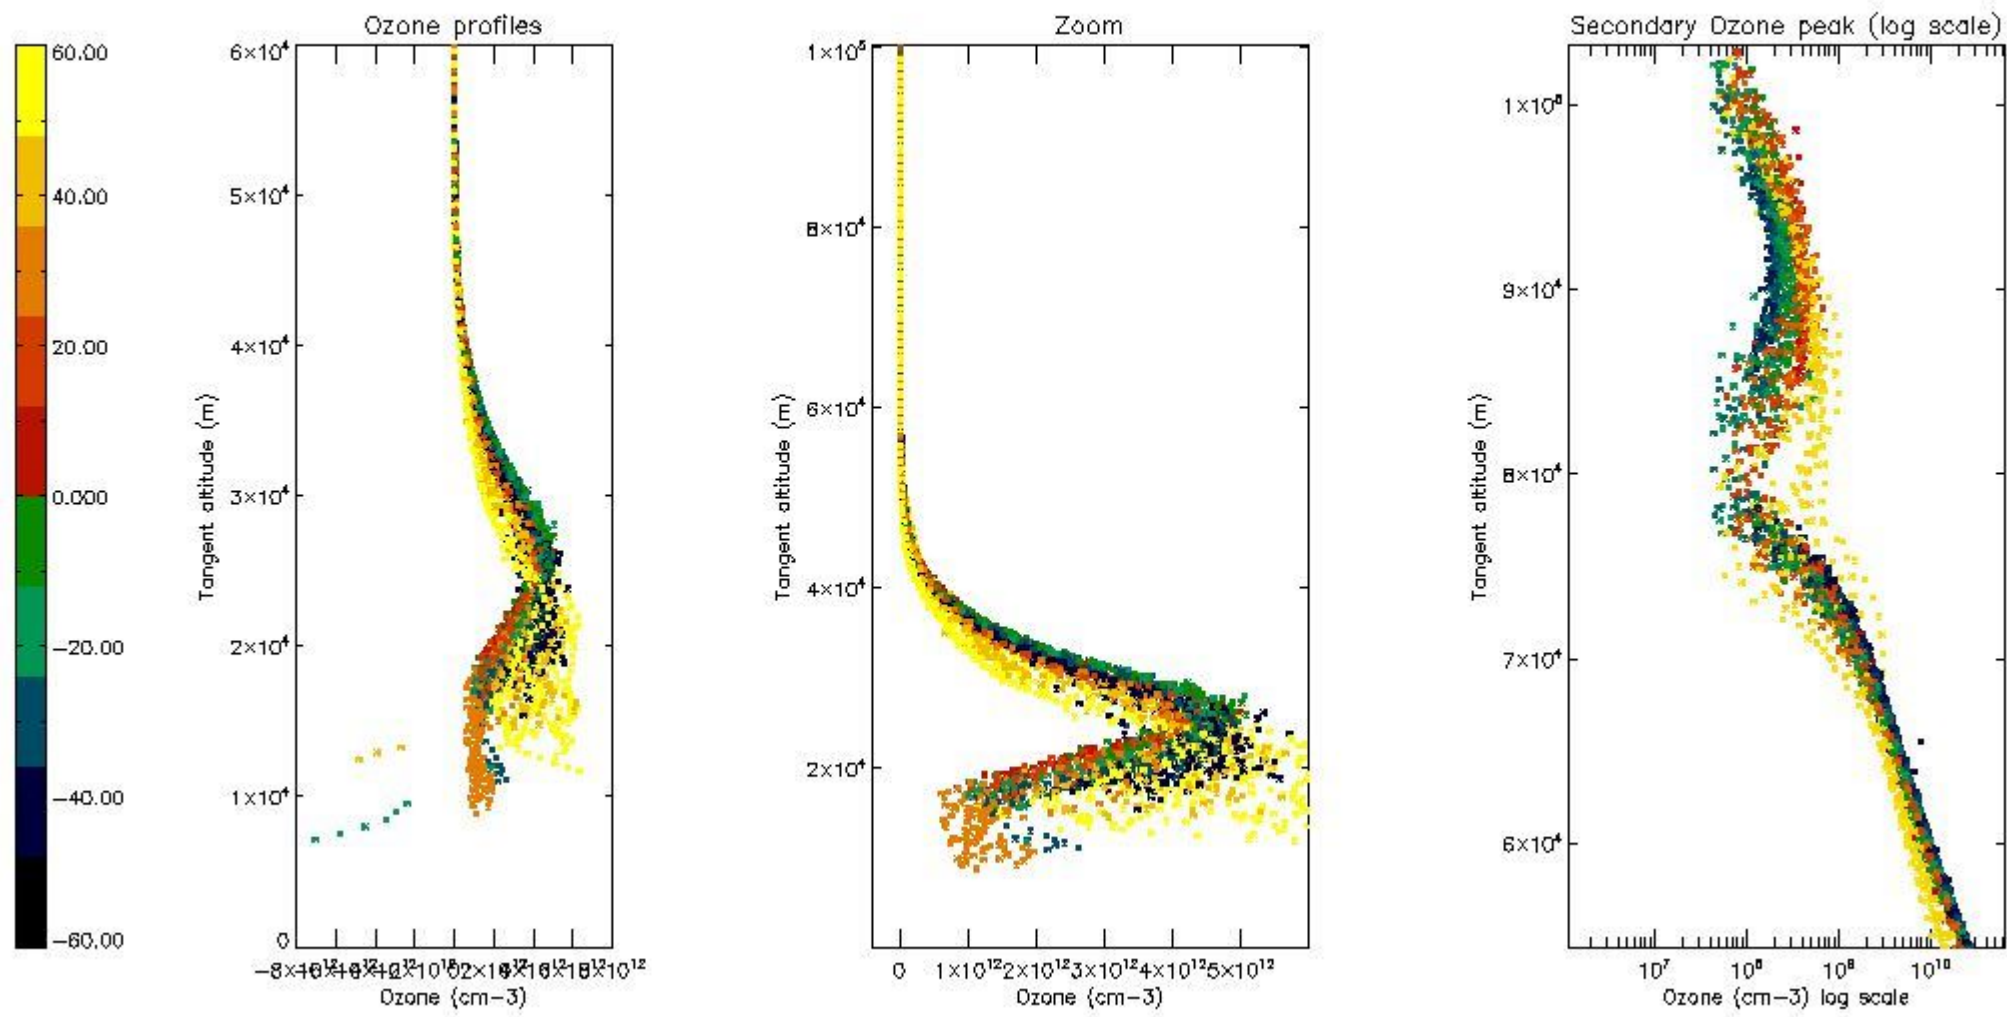 Ozone profiles
Zoom
Secondary Ozone peak (log scale)
60.00
40.00
20.00
0.000
−20.00
−40.00
−60.00
6×10⁴
5×10⁴
4×10⁴
3×10⁴
2×10⁴
1×10⁴
0
Tangent altitude (m)
Ozone (cm−3)
1×10⁵
8×10⁴
6×10⁴
4×10⁴
2×10⁴
Tangent altitude (m)
0 1×10¹² 2×10¹² 3×10¹² 4×10¹² 5×10¹²
Ozone (cm−3)
9×10⁴
8×10⁴
7×10⁴
6×10⁴
Tangent altitude (m)
10⁷ 10⁸ 10⁹ 10¹⁰
Ozone (cm−3) log scale